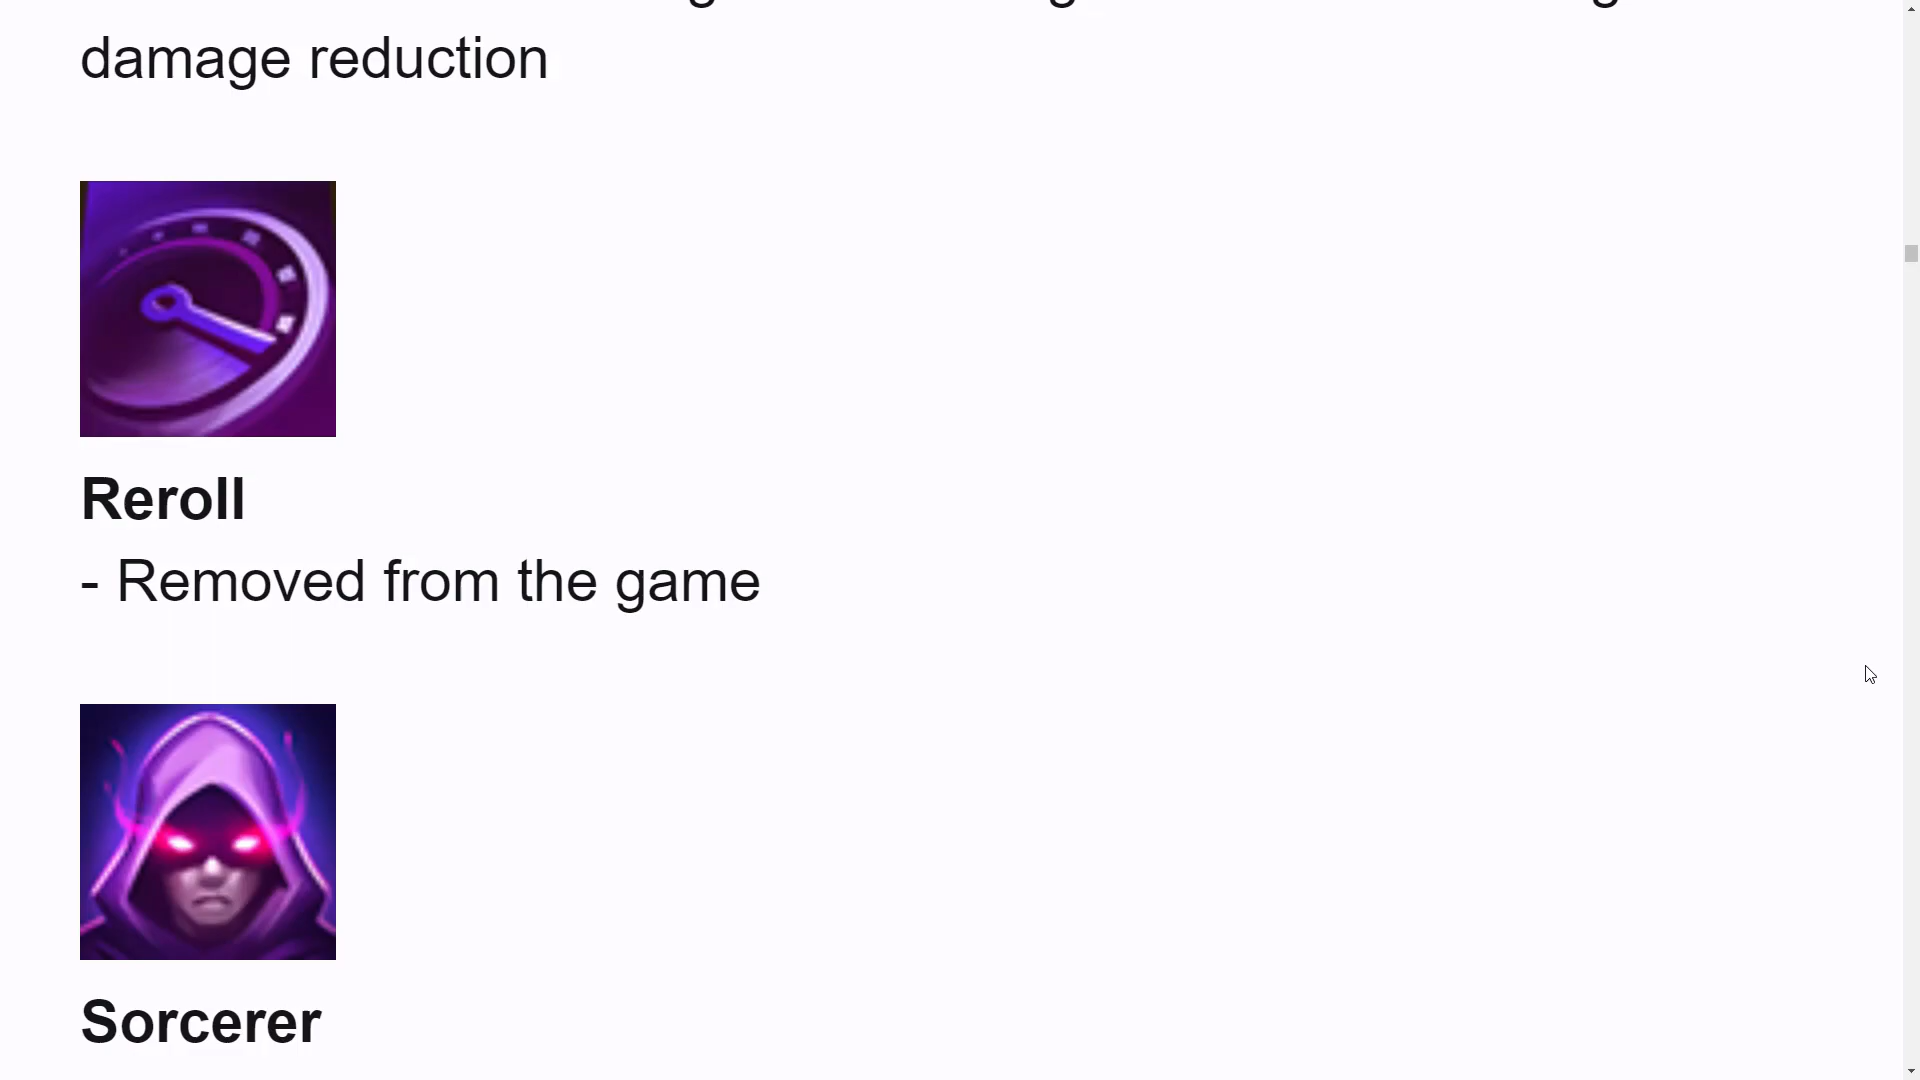 damage reduction
Reroll
- Removed from the game
Sorcerer